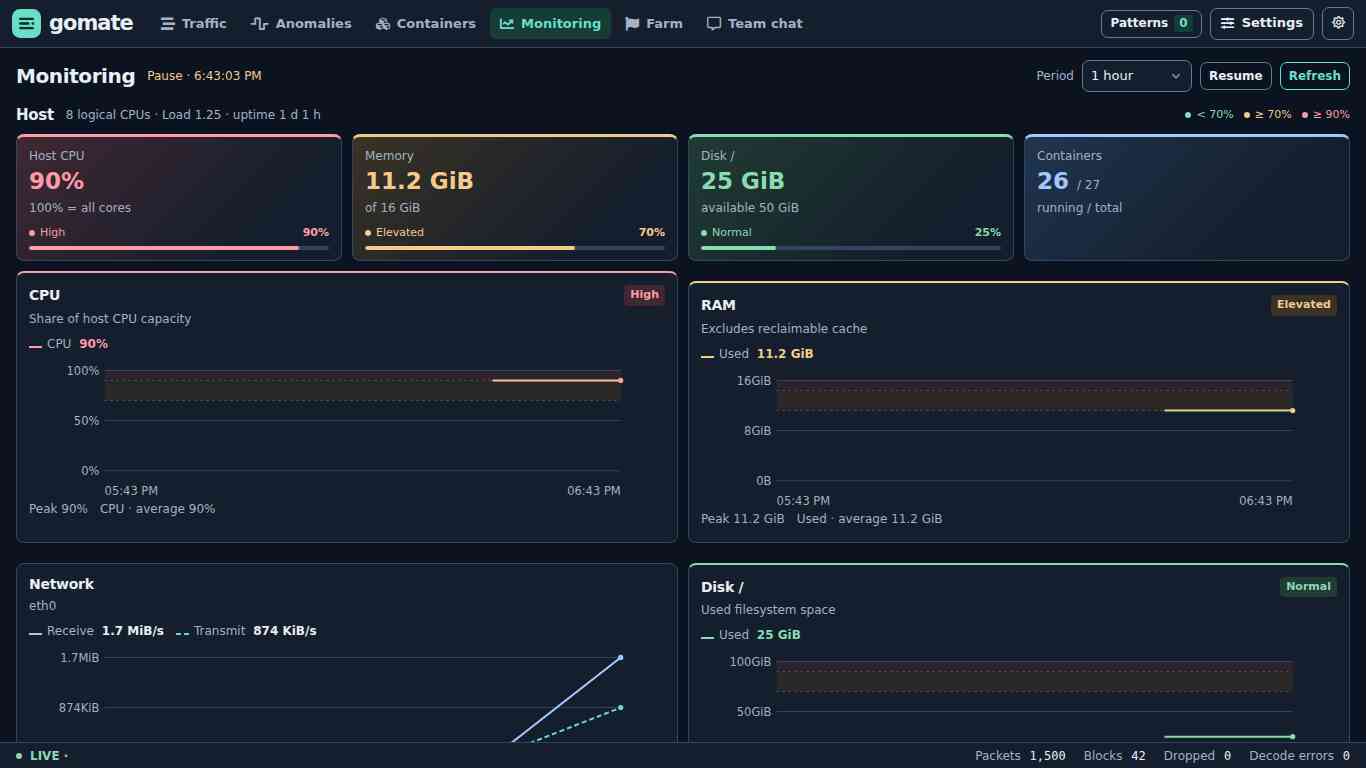 gomate Traffic Anomalies Containers Monitoring Farm Team chat Patterns 0 Settings
Monitoring Pause · 6:43:03 PM Period 1 hour Resume Refresh
Host 8 logical CPUs · Load 1.25 · uptime 1 d 1 h < 70% ≥ 70% ≥ 90%
Host CPU
90%
100% = all cores
High 90%
Memory
11.2 GiB
of 16 GiB
Elevated 70%
Disk /
25 GiB
available 50 GiB
Normal 25%
Containers
26 / 27
running / total
CPU High
Share of host CPU capacity
CPU 90%
100%
50%
0%
05:43 PM 06:43 PM
Peak 90% CPU · average 90%
RAM Elevated
Excludes reclaimable cache
Used 11.2 GiB
16GiB
8GiB
0B
05:43 PM 06:43 PM
Peak 11.2 GiB Used · average 11.2 GiB
Network
eth0
Receive 1.7 MiB/s Transmit 874 KiB/s
1.7MiB
874KiB
Disk / Normal
Used filesystem space
Used 25 GiB
100GiB
50GiB
LIVE · Packets 1,500 Blocks 42 Dropped 0 Decode errors 0